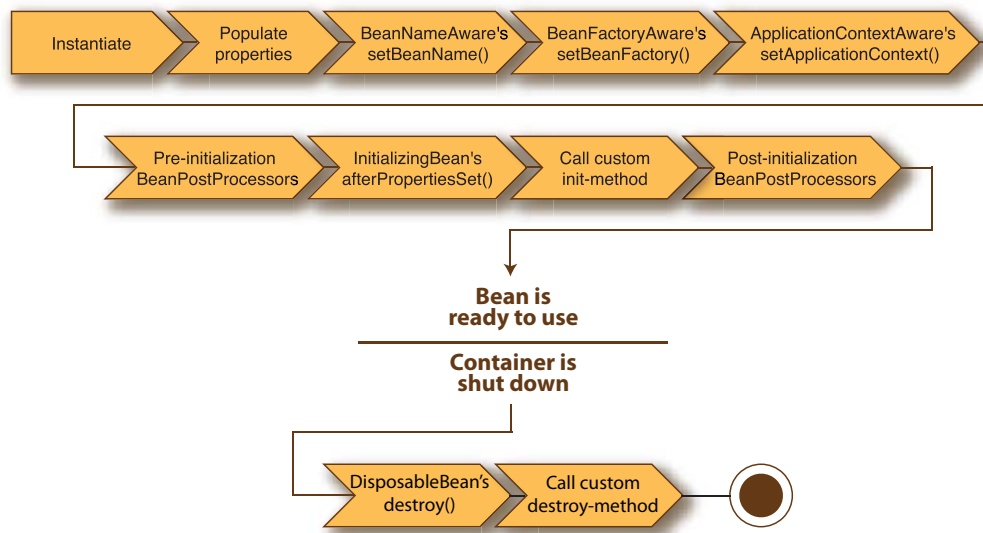 Instantiate
Populate
properties
BeanNameAware's
setBeanName()
BeanFactoryAware's
setBeanFactory()
ApplicationContextAware's
setApplicationContext()
Pre-initialization
BeanPostProcessors
InitializingBean's
afterPropertiesSet()
Call custom
init-method
Post-initialization
BeanPostProcessors
Bean is
ready to use
Container is
shut down
DisposableBean’s
destroy()
Call custom
destroy-method